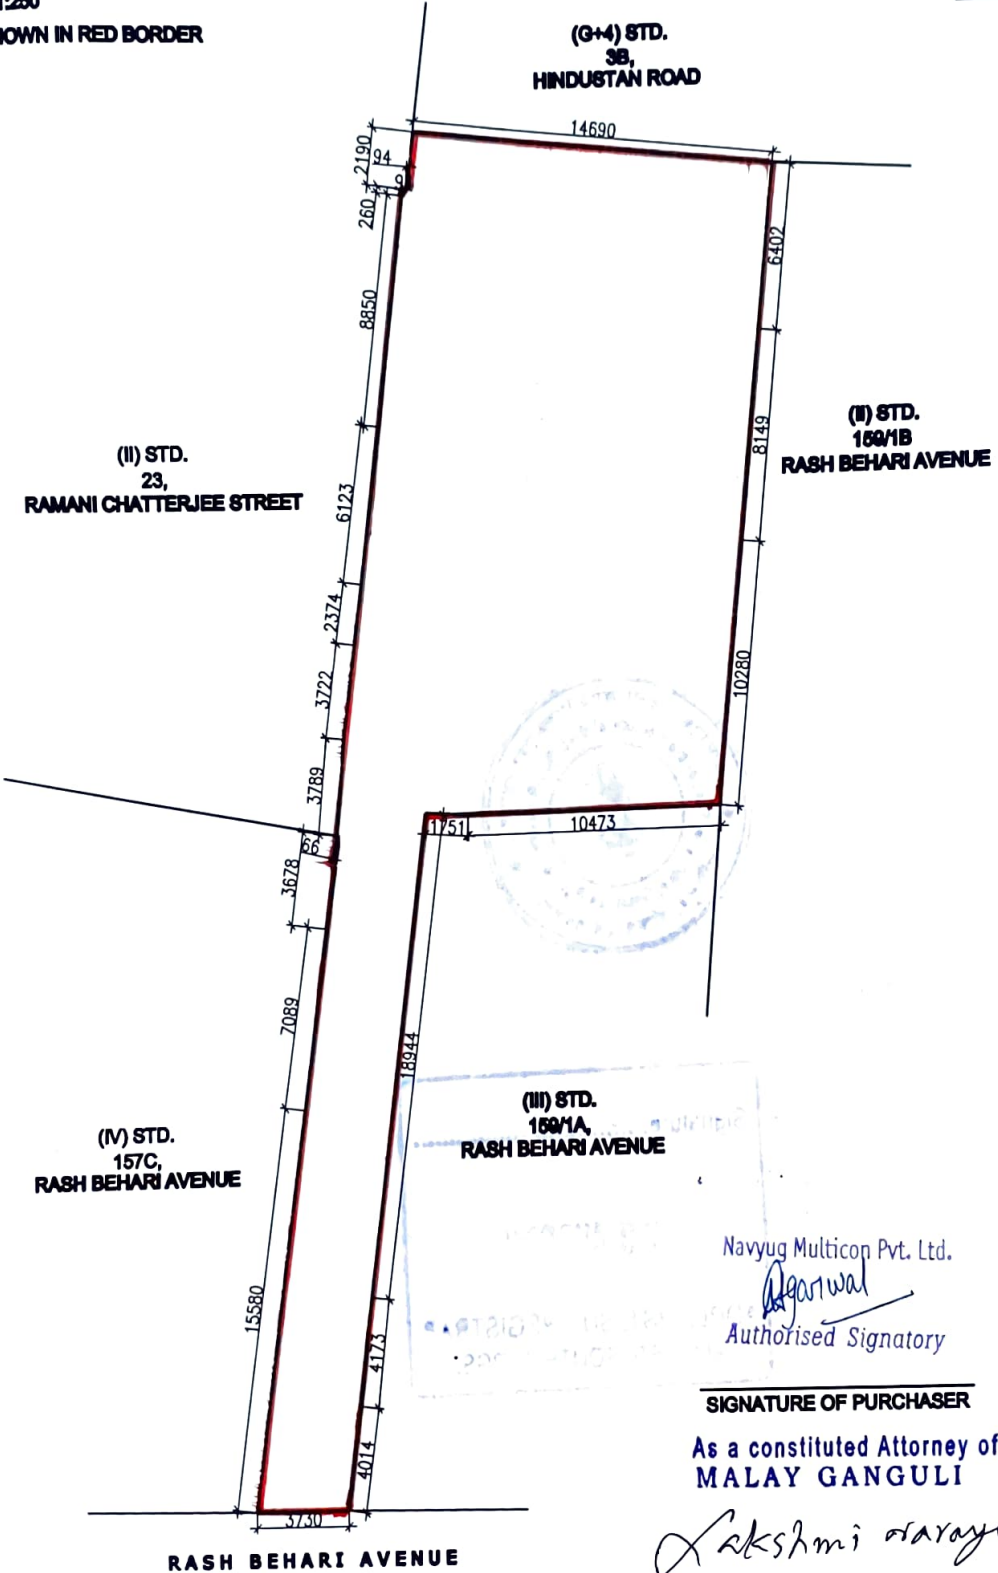 1:250
OWN IN RED BORDER
(G+4) STD.
3B,
HINDUSTAN ROAD
14690
2190
94
260
8850
6402
(II) STD.
23,
RAMANI CHATTERJEE STREET
6123
8149
(II) STD.
159/1B
RASH BEHARI AVENUE
2374
3722
10280
3789
1751
10473
66
3678
7089
18944
(III) STD.
159/1A,
RASH BEHARI AVENUE
(IV) STD.
157C,
RASH BEHARI AVENUE
15580
4173
4014
3730
RASH BEHARI AVENUE
Navyug Multicon Pvt. Ltd.
Agarwal
Authorised Signatory
SIGNATURE OF PURCHASER
As a constituted Attorney of
MALAY GANGULI
Lakshmi